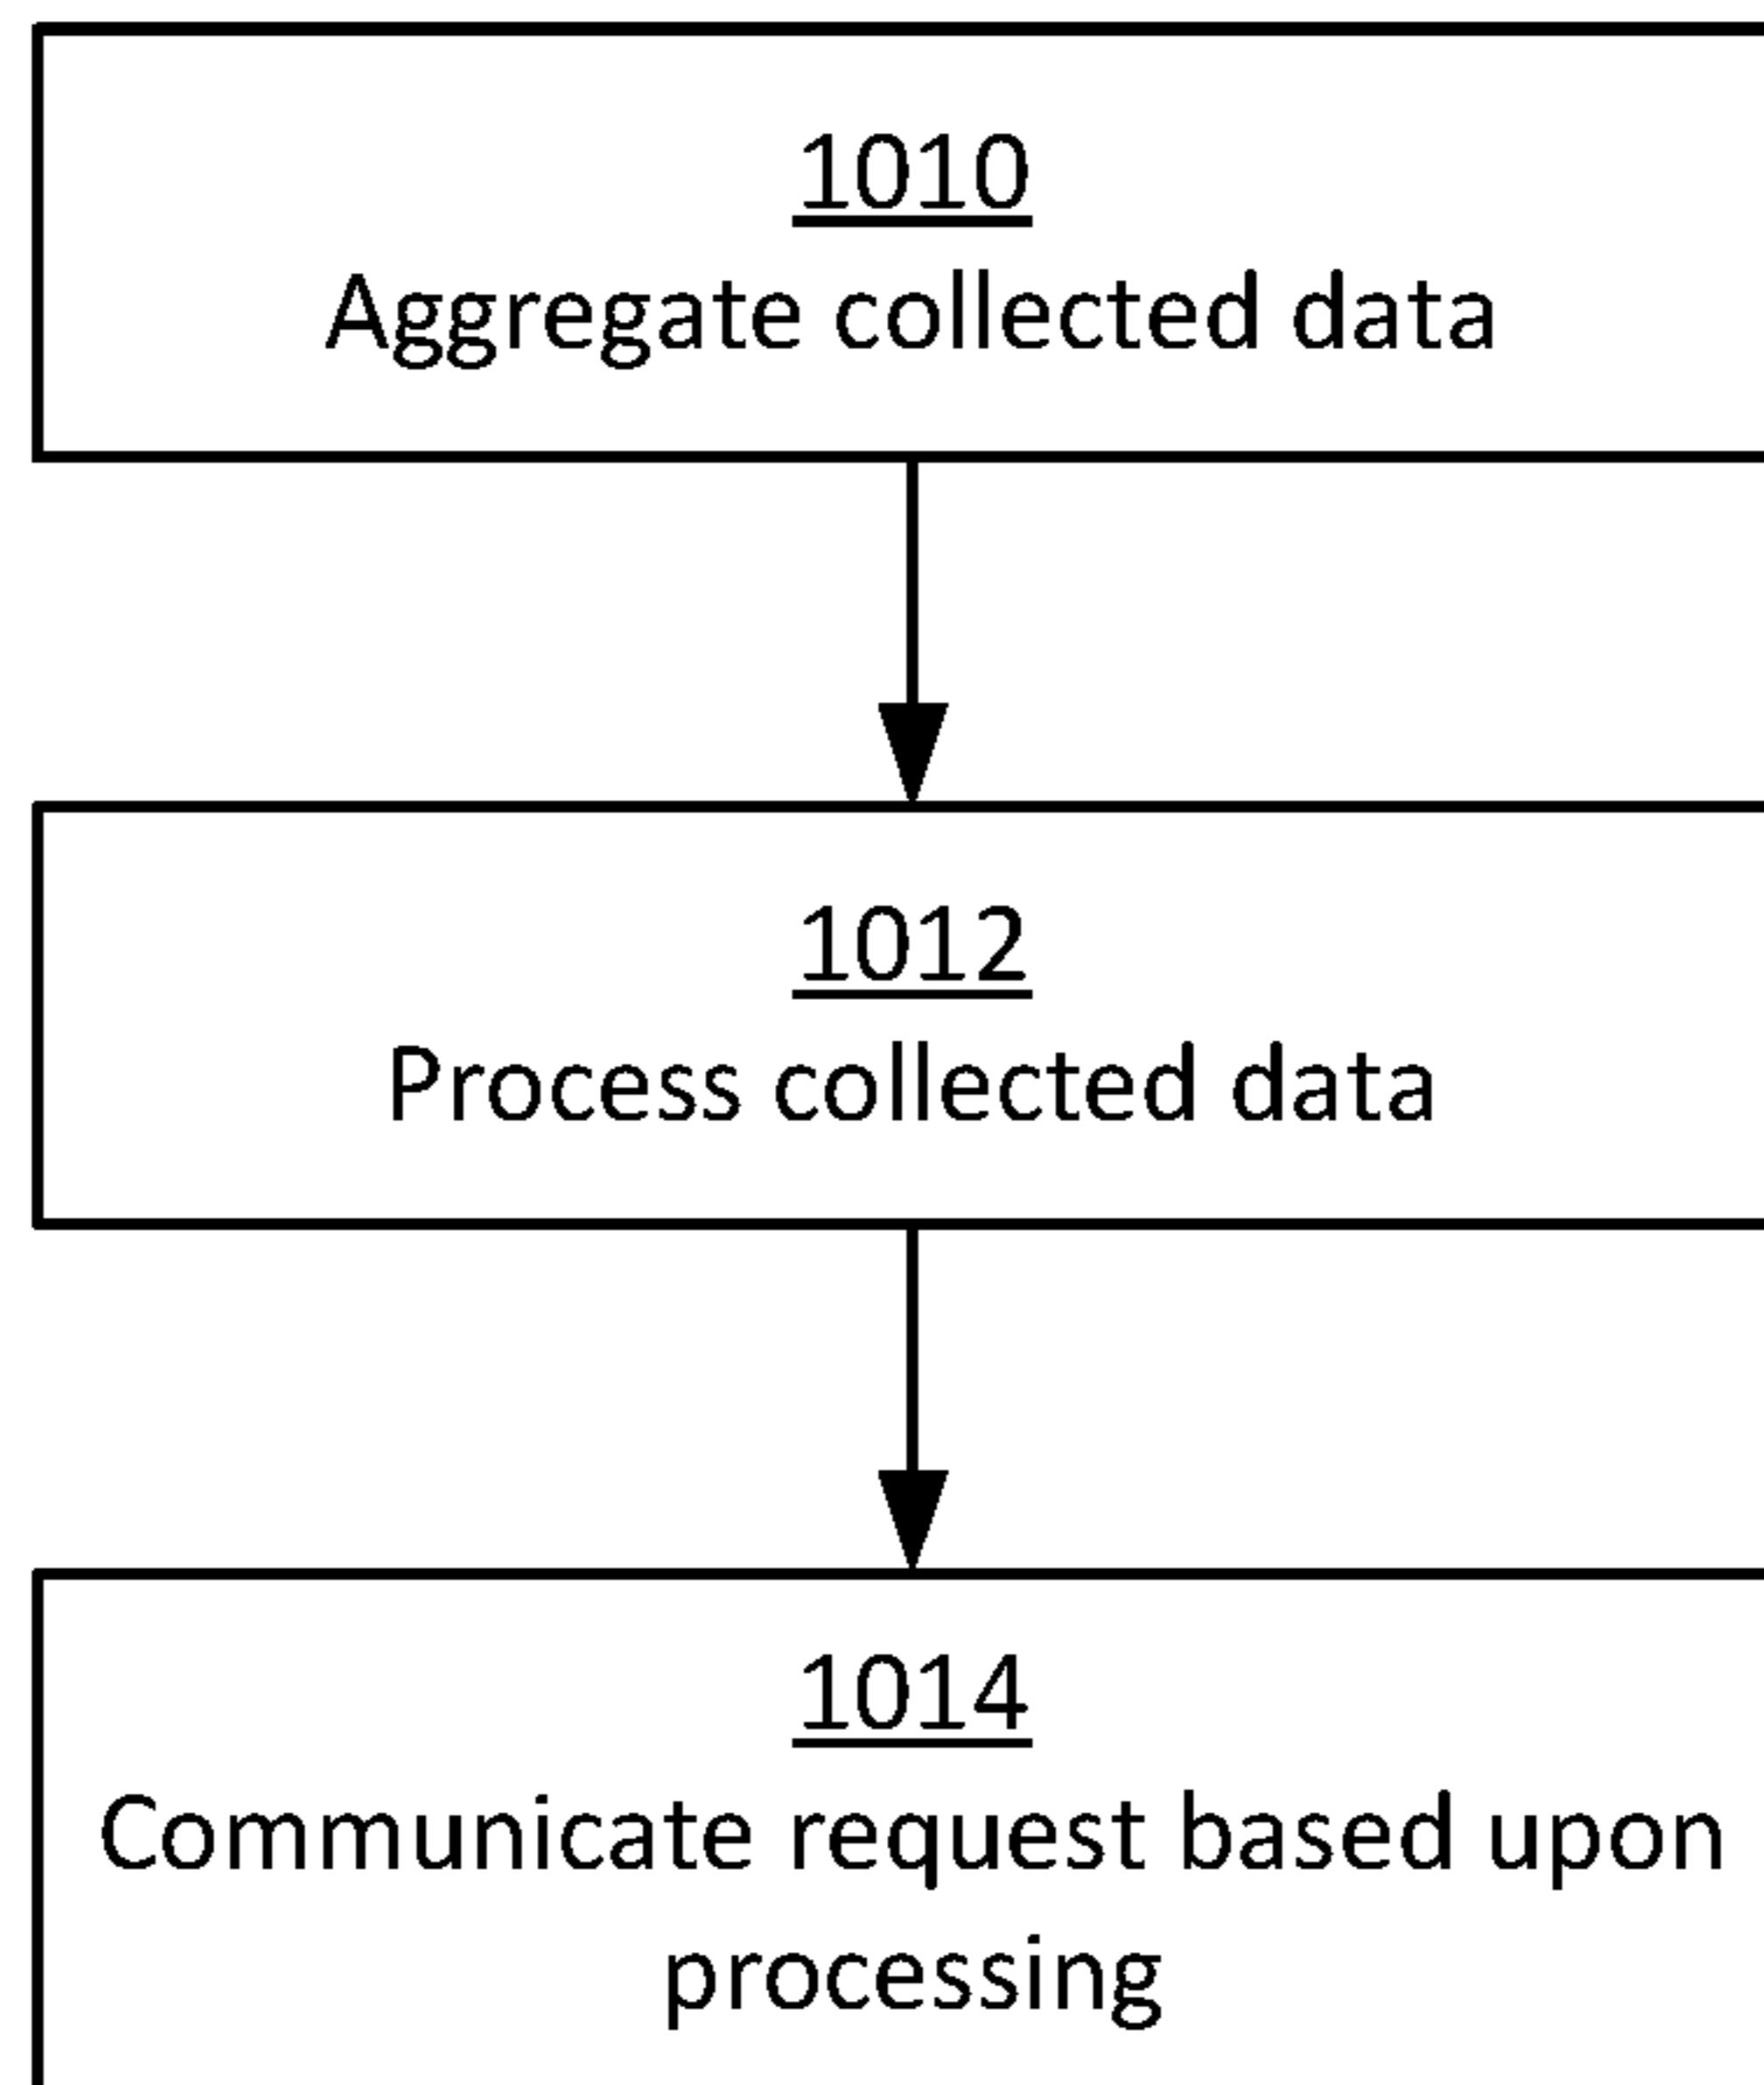 1010
Aggregate collected data
1012
Process collected data
1014
Communicate request based upon
processing